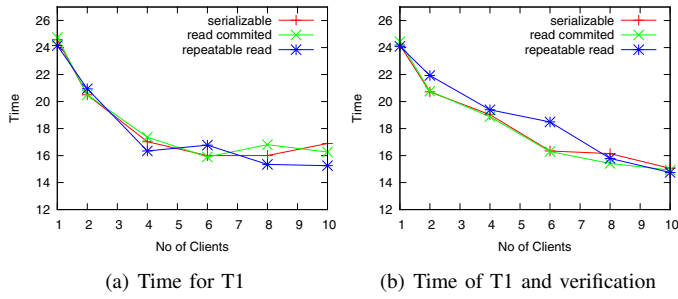 26
24
22
20
18
16
14
12
Time
1 2 3 4 5 6 7 8 9 10
No of Clients
serializable
read commited
repeatable read
(a) Time for T1
26
24
22
20
18
16
14
12
Time
1 2 3 4 5 6 7 8 9 10
No of Clients
serializable
read commited
repeatable read
(b) Time of T1 and verification